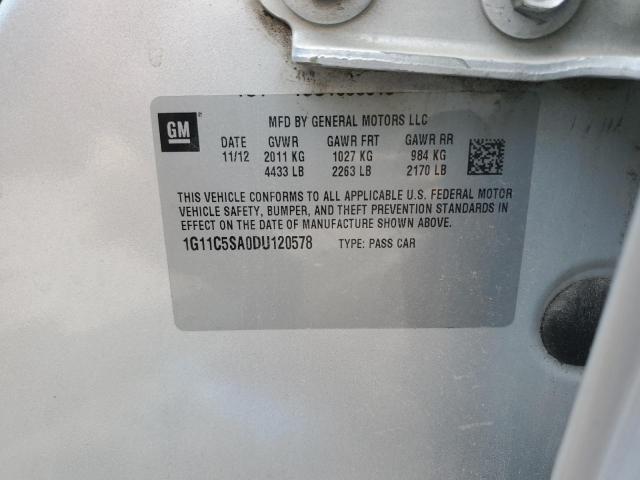 GM
MFD BY GENERAL MOTORS LLC
DATE GVWR GAWR FRT GAWR RR
11/12 2011 KG 1027 KG 984 KG
4433 LB 2263 LB 2170 LB
THIS VEHICLE CONFORMS TO ALL APPLICABLE U.S. FEDERAL MOTOR
VEHICLE SAFETY, BUMPER, AND THEFT PREVENTION STANDARDS IN
EFFECT ON THE DATE OF MANUFACTURE SHOWN ABOVE.
1G11C5SA0DU120578 TYPE: PASS CAR